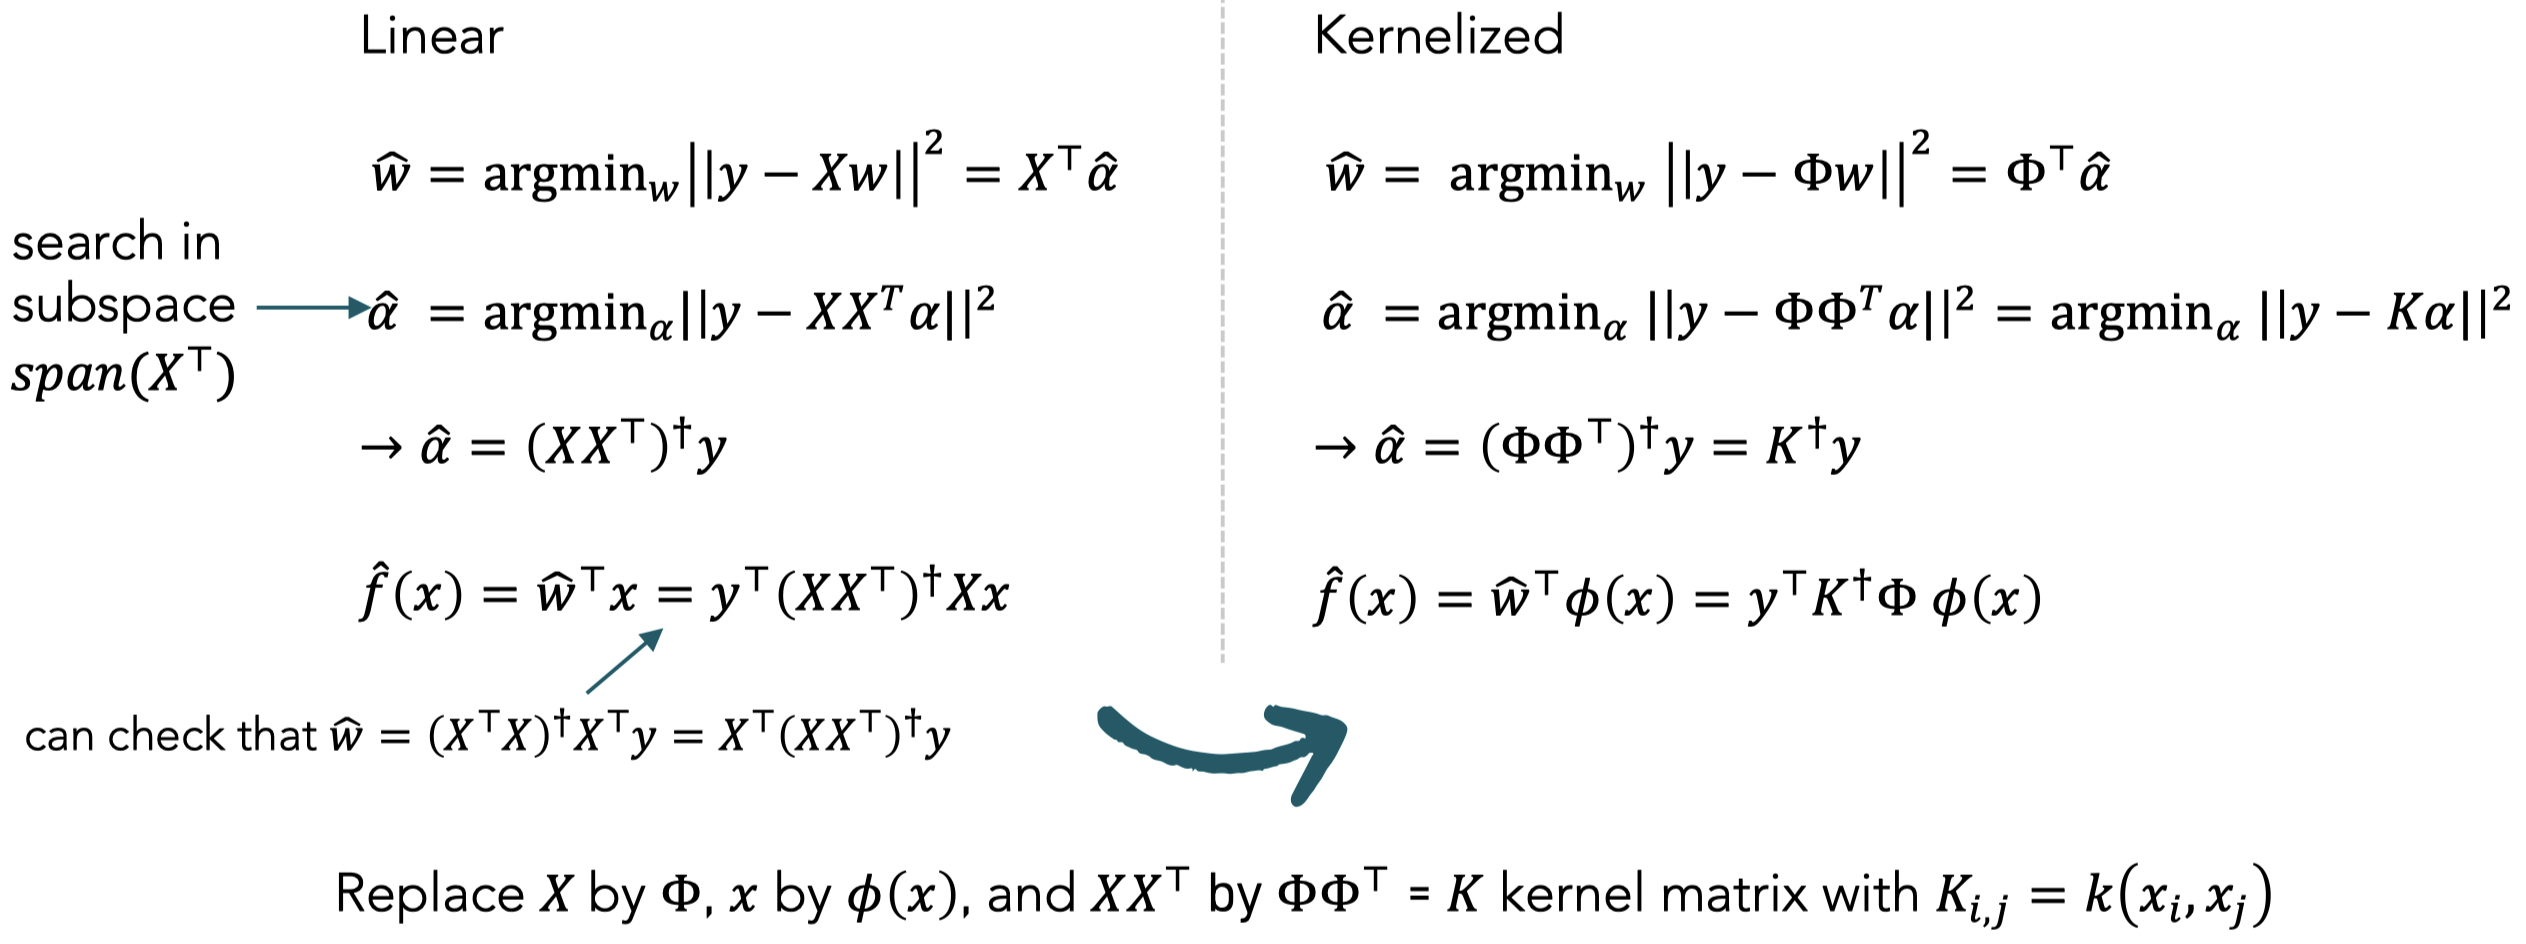 Linear
ŵ = argmin_w||y − Xw||² = X^⊤α̂
search in
subspace
span(X^⊤)
α̂ = argmin_α||y − XX^Tα||²
→ α̂ = (XX^⊤)^†y
f̂(x) = ŵ^⊤x = y^⊤(XX^⊤)^†Xx
can check that ŵ = (X^⊤X)^†X^⊤y = X^⊤(XX^⊤)^†y
Kernelized
ŵ = argmin_w ||y − Φw||² = Φ^⊤α̂
α̂ = argmin_α ||y − ΦΦ^Tα||² = argmin_α ||y − Kα||²
→ α̂ = (ΦΦ^⊤)^†y = K^†y
f̂(x) = ŵ^⊤ϕ(x) = y^⊤K^†Φ ϕ(x)
Replace X by Φ, x by ϕ(x), and XX^⊤ by ΦΦ^⊤ = K kernel matrix with K_{i,j} = k(x_i, x_j)